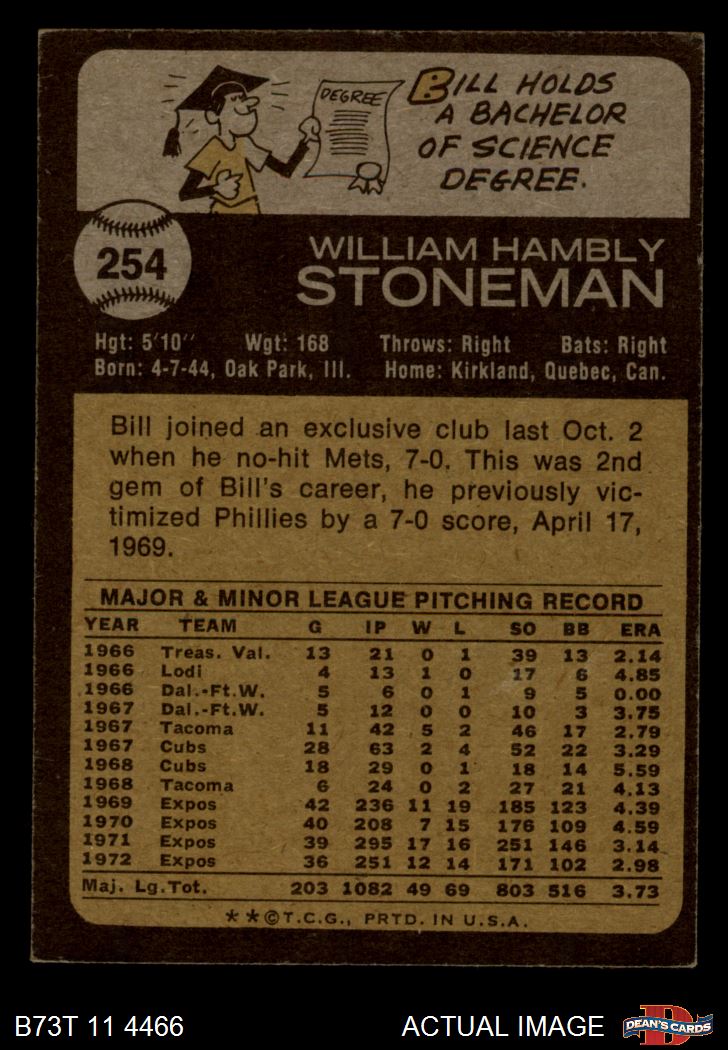 DEGREE
BILL HOLDS
A BACHELOR
OF SCIENCE
DEGREE.
254
WILLIAM HAMBLY
STONEMAN
Hgt: 5'10" Wgt: 168 Throws: Right Bats: Right
Born: 4-7-44, Oak Park, Ill. Home: Kirkland, Quebec, Can.
Bill joined an exclusive club last Oct. 2
when he no-hit Mets, 7-0. This was 2nd
gem of Bill's career, he previously vic-
timized Phillies by a 7-0 score, April 17,
1969.
MAJOR & MINOR LEAGUE PITCHING RECORD
YEAR TEAM G IP W L SO BB ERA
1966 Treas. Val. 13 21 0 1 39 13 2.14
1966 Lodi 4 13 1 0 17 6 4.85
1966 Dal.-Ft.W. 5 6 0 1 9 5 0.00
1967 Dal.-Ft.W. 5 12 0 0 10 3 3.75
1967 Tacoma 11 42 5 2 46 17 2.79
1967 Cubs 28 63 2 4 52 22 3.29
1968 Cubs 18 29 0 1 18 14 5.59
1968 Tacoma 6 24 0 2 27 21 4.13
1969 Expos 42 236 11 19 185 123 4.39
1970 Expos 40 208 7 15 176 109 4.59
1971 Expos 39 295 17 16 251 146 3.14
1972 Expos 36 251 12 14 171 102 2.98
Maj. Lg.Tot. 203 1082 49 69 803 516 3.73
**©T.C.G., PRTD. IN U.S.A.
B73T 11 4466 ACTUAL IMAGE D DEAN'S CARDS